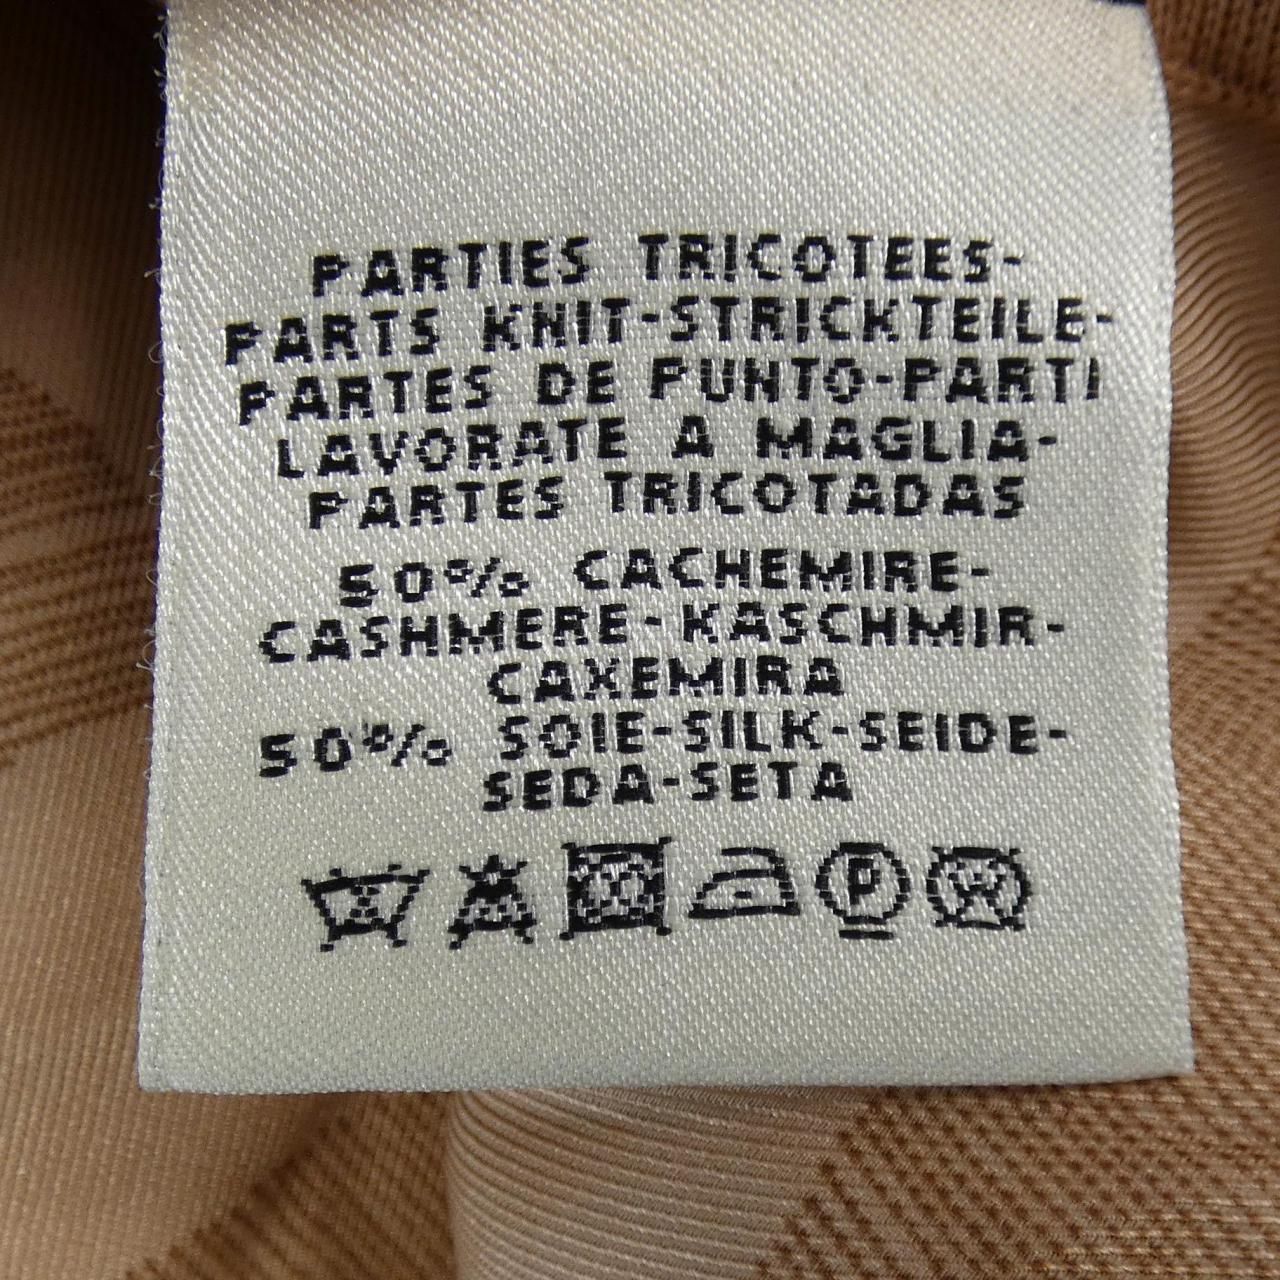 PARTIES TRICOTEES-
PARTS KNIT-STRICKTEILE-
PARTES DE PUNTO-PARTI
LAVORATE A MAGLIA-
PARTES TRICOTADAS
50% CACHEMIRE-
CASHMERE-KASCHMIR-
CAXEMIRA
50% SOIE-SILK-SEIDE-
SEDA-SETA
P W